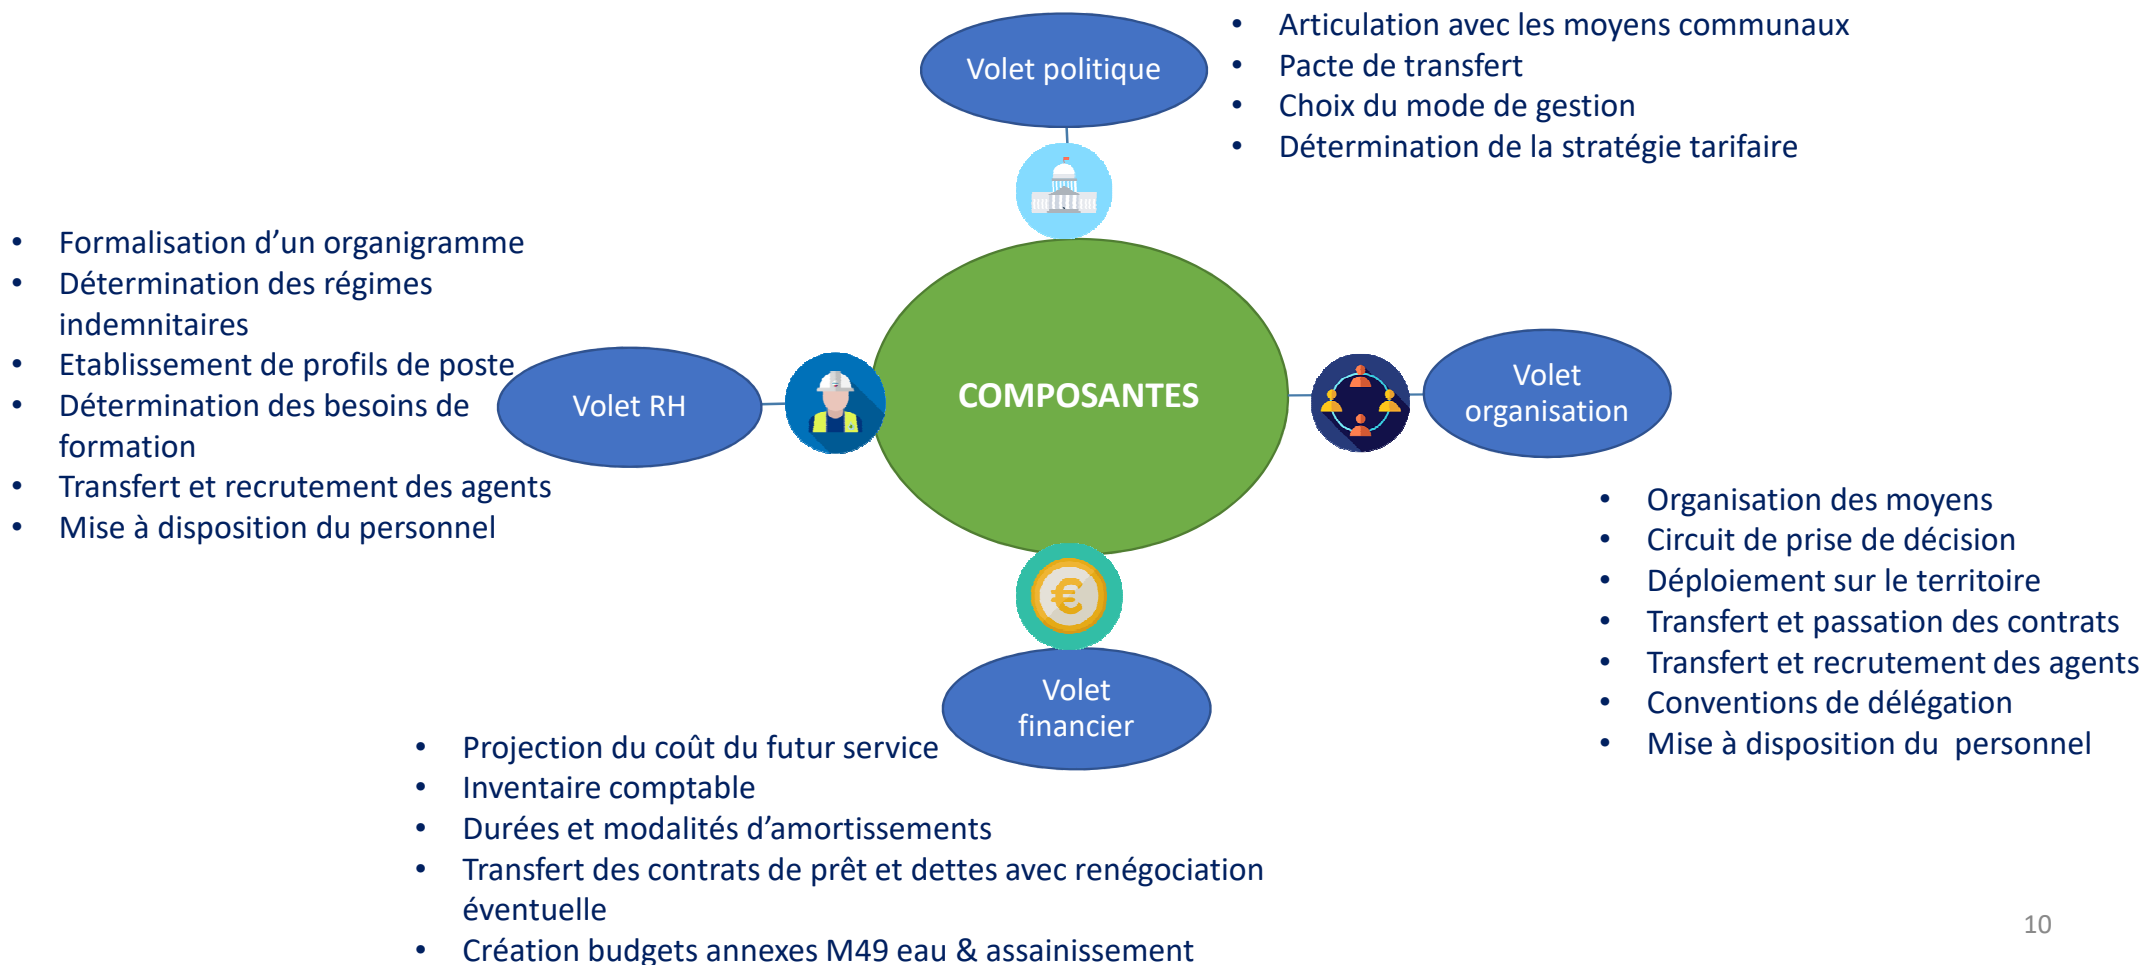 Volet politique
• Articulation avec les moyens communaux
• Pacte de transfert
• Choix du mode de gestion
• Détermination de la stratégie tarifaire
• Formalisation d’un organigramme
• Détermination des régimes
indemnitaires
• Etablissement de profils de poste
• Détermination des besoins de
formation
• Transfert et recrutement des agents
• Mise à disposition du personnel
Volet RH
COMPOSANTES
Volet
organisation
• Organisation des moyens
• Circuit de prise de décision
• Déploiement sur le territoire
• Transfert et passation des contrats
• Transfert et recrutement des agents
• Conventions de délégation
• Mise à disposition du personnel
€
Volet
financier
• Projection du coût du futur service
• Inventaire comptable
• Durées et modalités d’amortissements
• Transfert des contrats de prêt et dettes avec renégociation
éventuelle
• Création budgets annexes M49 eau & assainissement
10